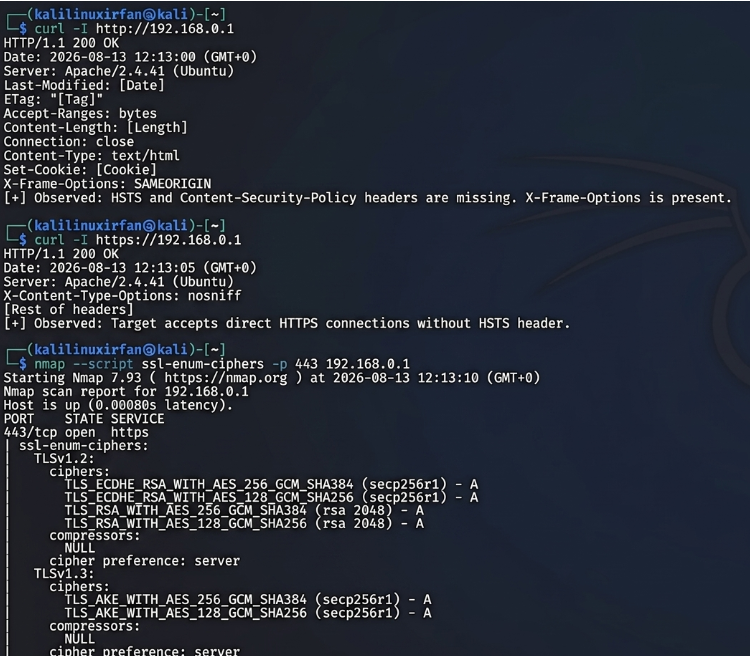 ┌──(kalilinuxirfan@kali)-[~]
└─$ curl -I http://192.168.0.1
HTTP/1.1 200 OK
Date: 2026-08-13 12:13:00 (GMT+0)
Server: Apache/2.4.41 (Ubuntu)
Last-Modified: [Date]
ETag: "[Tag]"
Accept-Ranges: bytes
Content-Length: [Length]
Connection: close
Content-Type: text/html
Set-Cookie: [Cookie]
X-Frame-Options: SAMEORIGIN
[+] Observed: HSTS and Content-Security-Policy headers are missing. X-Frame-Options is present.
┌──(kalilinuxirfan@kali)-[~]
└─$ curl -I https://192.168.0.1
HTTP/1.1 200 OK
Date: 2026-08-13 12:13:05 (GMT+0)
Server: Apache/2.4.41 (Ubuntu)
X-Content-Type-Options: nosniff
[Rest of headers]
[+] Observed: Target accepts direct HTTPS connections without HSTS header.
┌──(kalilinuxirfan@kali)-[~]
└─$ nmap --script ssl-enum-ciphers -p 443 192.168.0.1
Starting Nmap 7.93 ( https://nmap.org ) at 2026-08-13 12:13:10 (GMT+0)
Nmap scan report for 192.168.0.1
Host is up (0.00080s latency).
PORT    STATE SERVICE
443/tcp open  https
| ssl-enum-ciphers:
|   TLSv1.2:
|     ciphers:
|       TLS_ECDHE_RSA_WITH_AES_256_GCM_SHA384 (secp256r1) - A
|       TLS_ECDHE_RSA_WITH_AES_128_GCM_SHA256 (secp256r1) - A
|       TLS_RSA_WITH_AES_256_GCM_SHA384 (rsa 2048) - A
|       TLS_RSA_WITH_AES_128_GCM_SHA256 (rsa 2048) - A
|     compressors:
|       NULL
|     cipher preference: server
|   TLSv1.3:
|     ciphers:
|       TLS_AKE_WITH_AES_256_GCM_SHA384 (secp256r1) - A
|       TLS_AKE_WITH_AES_128_GCM_SHA256 (secp256r1) - A
|     compressors:
|       NULL
|     cipher preference: server